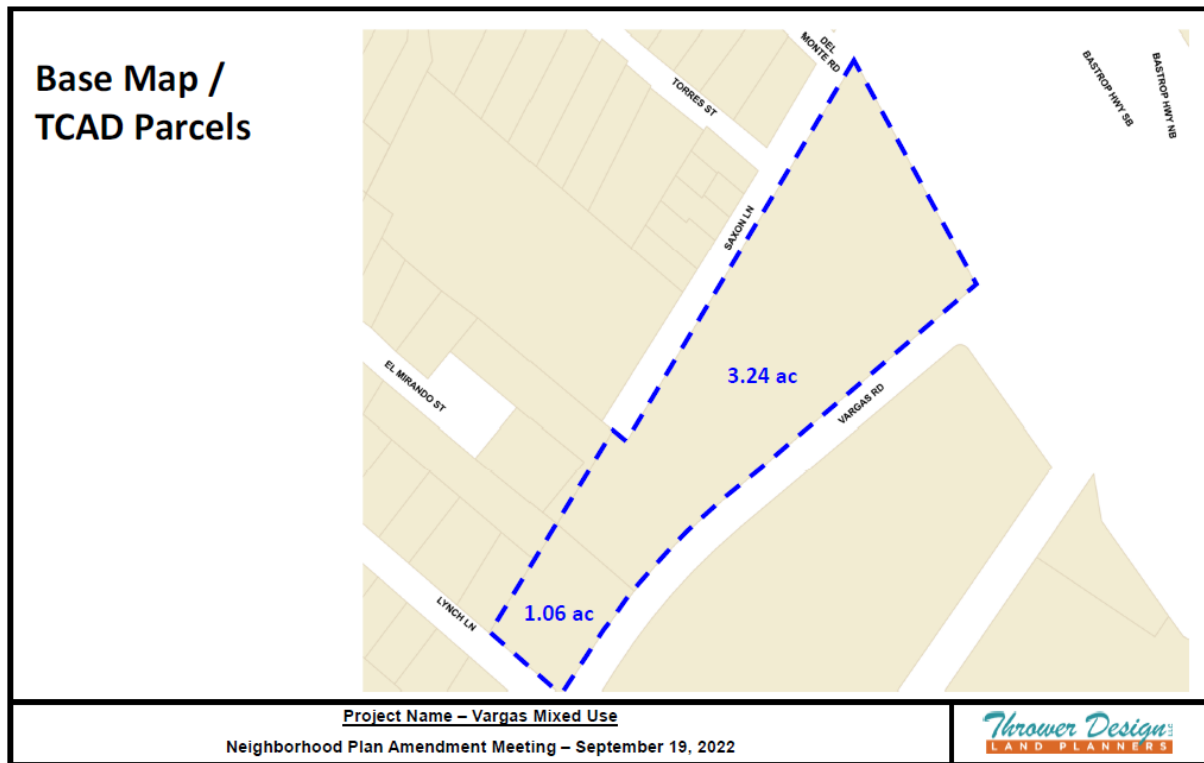 Base Map /
TCAD Parcels
DEL
MONTE RD
TORRES ST
BASTROP HWY SB
BASTROP HWY NB
SAXON LN
3.24 ac
EL MIRANDO ST
VARGAS RD
LYNCH LN
1.06 ac
Project Name – Vargas Mixed Use
Neighborhood Plan Amendment Meeting – September 19, 2022
Thrower Design LLC
LAND PLANNERS